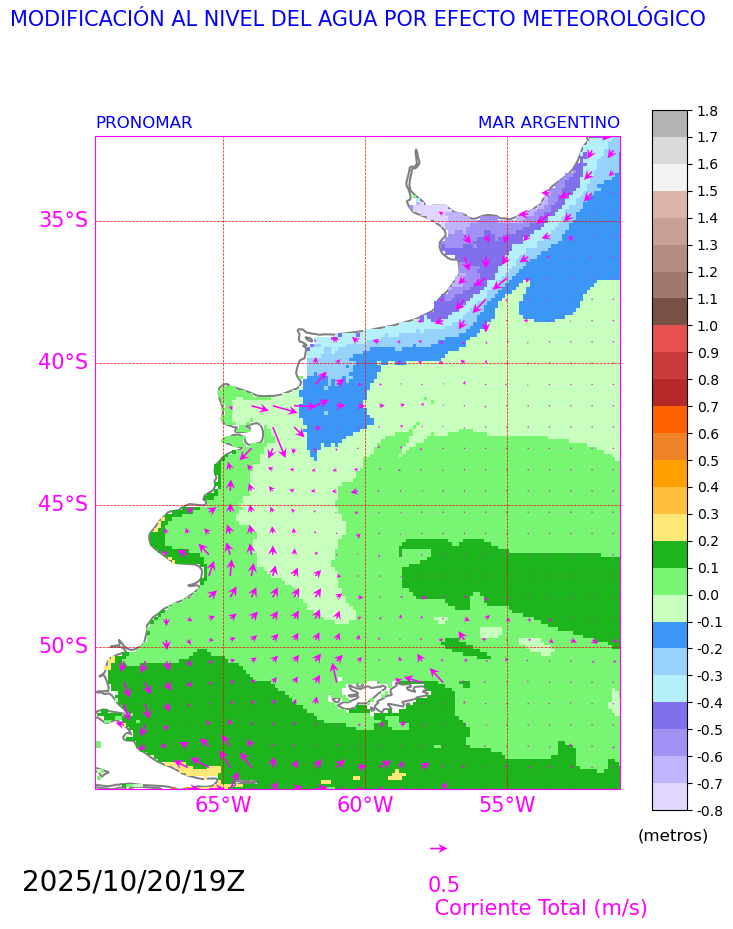 MODIFICACIÓN AL NIVEL DEL AGUA POR EFECTO METEOROLÓGICO
PRONOMAR MAR ARGENTINO
35°S
40°S
45°S
50°S
65°W 60°W 55°W
1.8
1.7
1.6
1.5
1.4
1.3
1.2
1.1
1.0
0.9
0.8
0.7
0.6
0.5
0.4
0.3
0.2
0.1
0.0
-0.1
-0.2
-0.3
-0.4
-0.5
-0.6
-0.7
-0.8
(metros)
2025/10/20/19Z
0.5
Corriente Total (m/s)